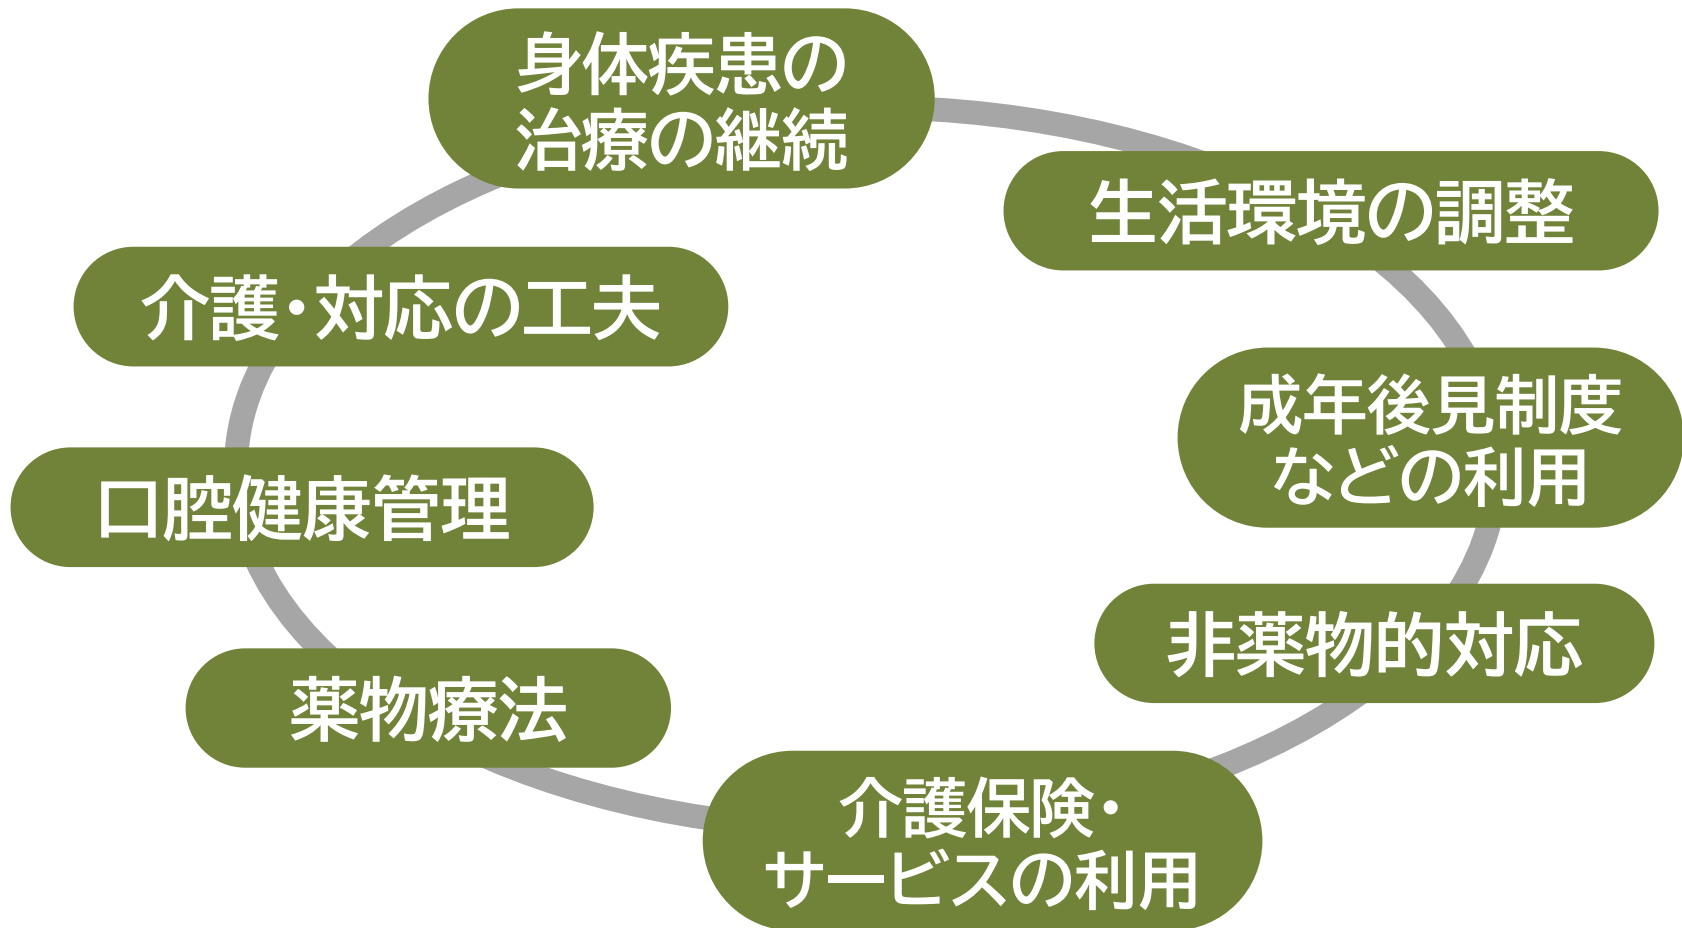 身体疾患の
治療の継続
生活環境の調整
介護・対応の工夫
成年後見制度
などの利用
口腔健康管理
非薬物的対応
薬物療法
介護保険・
サービスの利用